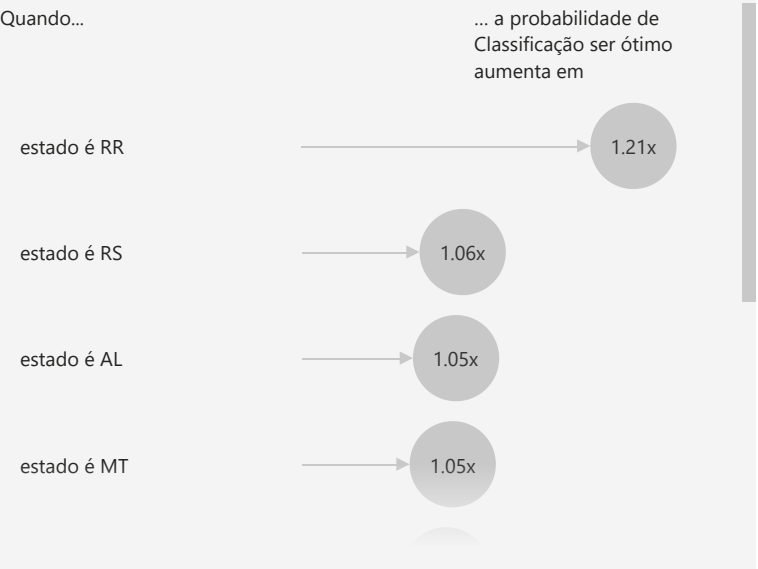 Quando...
... a probabilidade de
Classificação ser ótimo
aumenta em
estado é RR
1.21x
estado é RS
1.06x
estado é AL
1.05x
estado é MT
1.05x